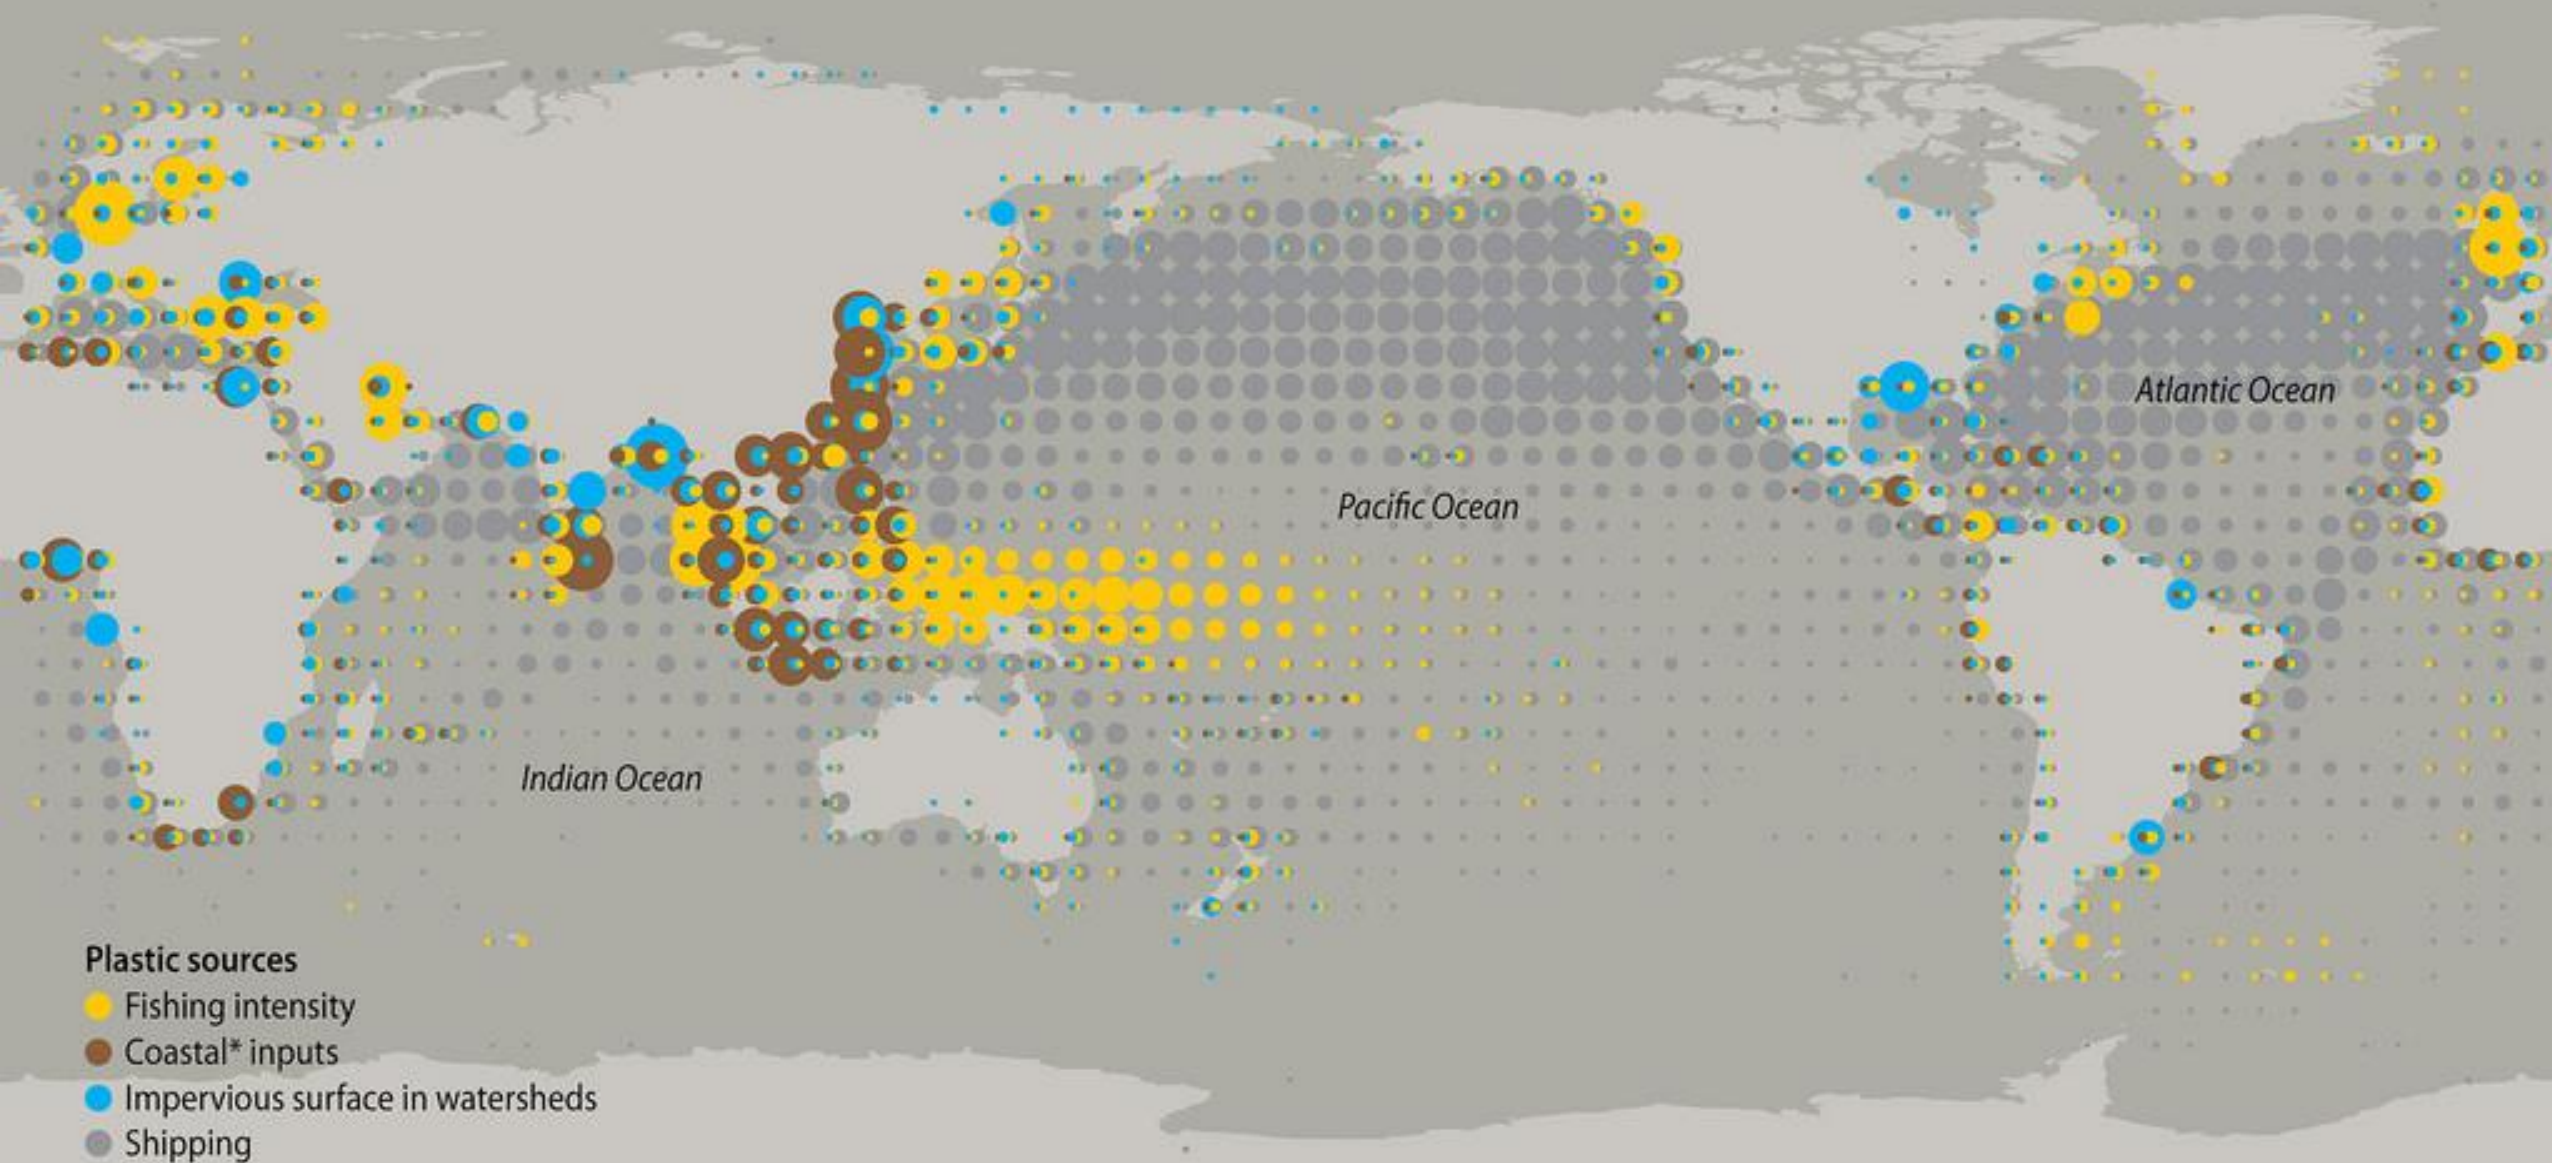 Atlantic Ocean
Pacific Ocean
Indian Ocean
Plastic sources
Fishing intensity
Coastal* inputs
Impervious surface in watersheds
Shipping